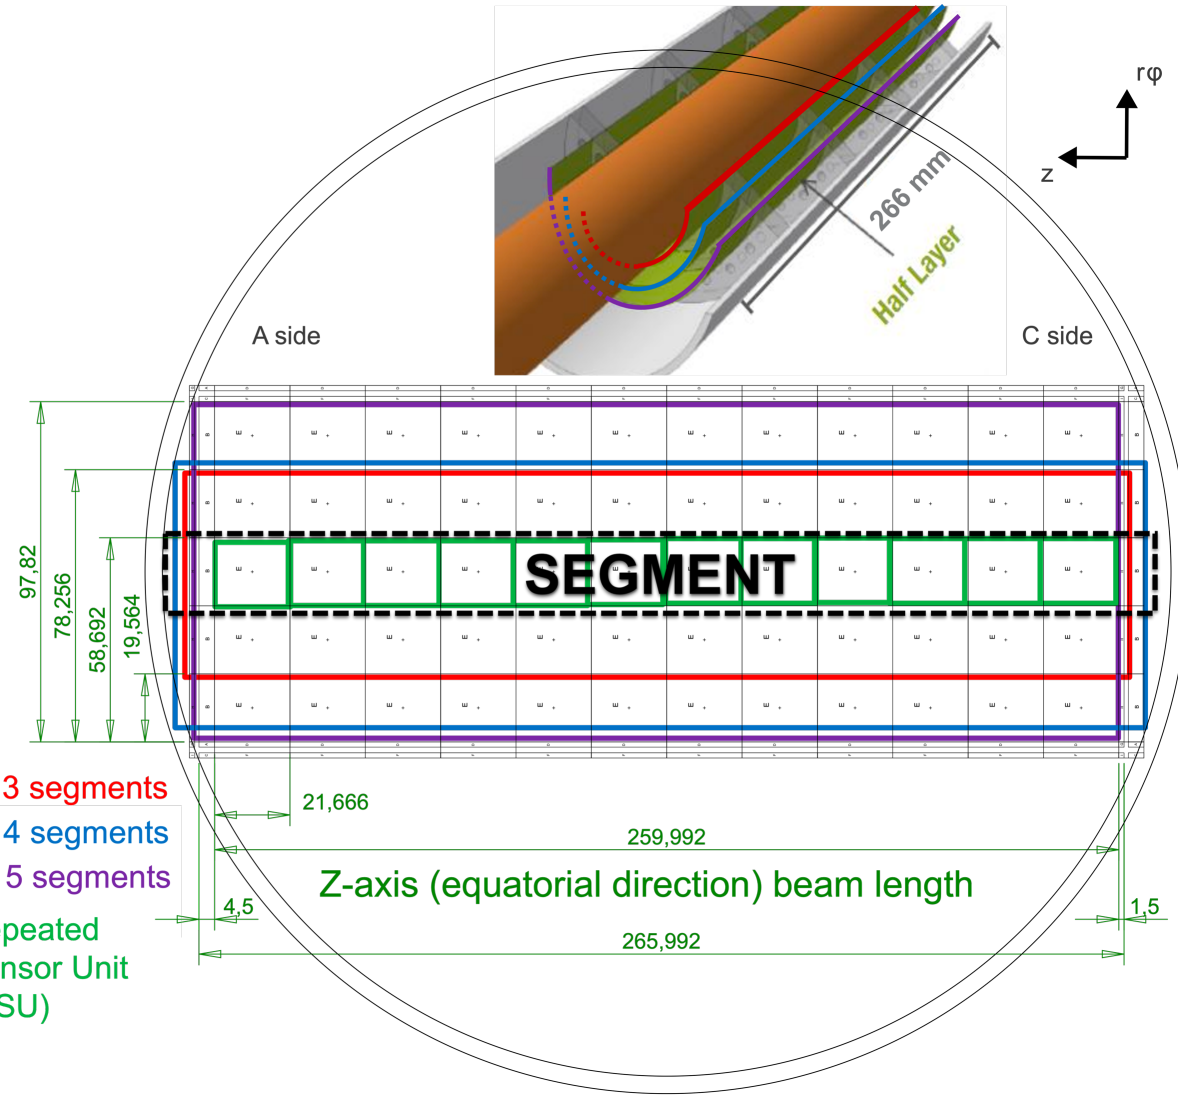 rφ
z
266 mm
Half Layer
A side
C side
E E E E E E E E E E E E
E E E E E E E E E E E E
SEGMENT
E E E E E E E E E E E E
E E E E E E E E E E E E
97,82
78,256
58,692
19,564
3 segments
4 segments
5 segments
peated
nsor Unit
SU)
21,666
259,992
Z-axis (equatorial direction) beam length
4,5
1,5
265,992